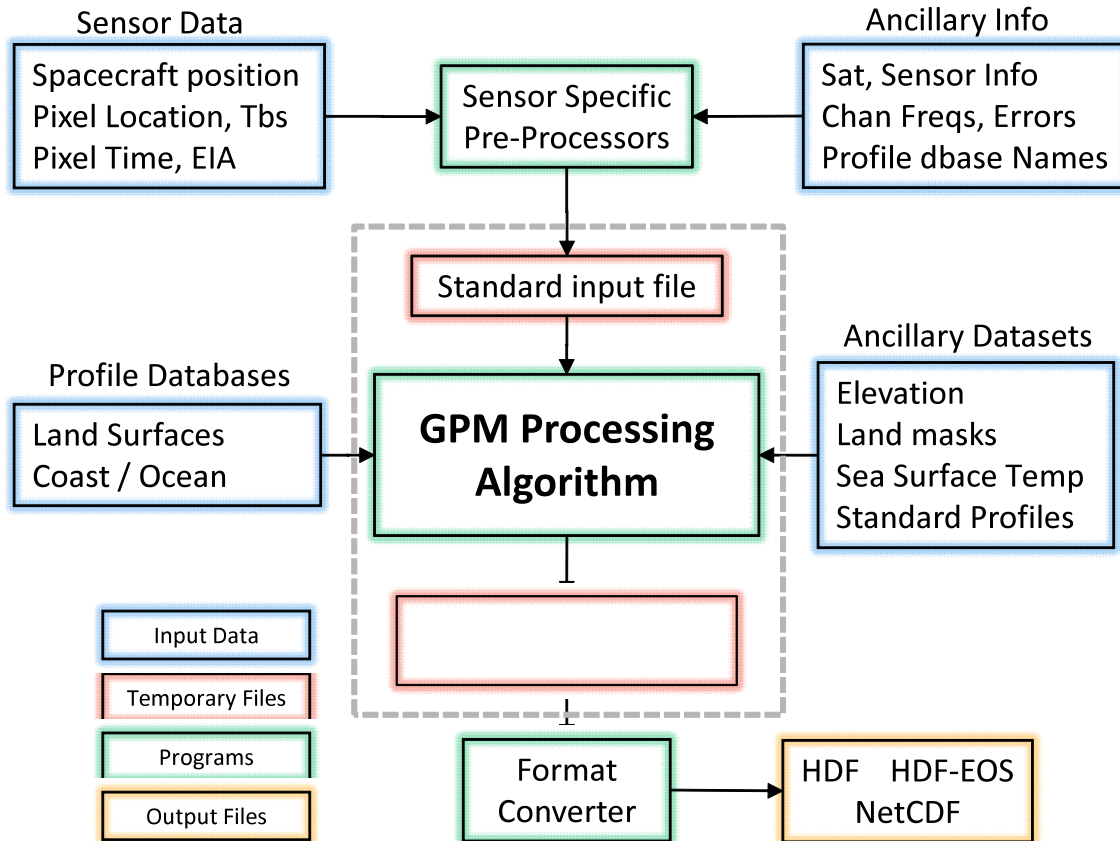 Sensor Data
Spacecraft position
Pixel Location, Tbs
Pixel Time, EIA
Sensor Specific
Pre-Processors
Ancillary Info
Sat, Sensor Info
Chan Freqs, Errors
Profile dbase Names
Standard input file
Profile Databases
Land Surfaces
Coast / Ocean
GPM Processing
Algorithm
Ancillary Datasets
Elevation
Land masks
Sea Surface Temp
Standard Profiles
Input Data
Temporary Files
Programs
Output Files
Format
Converter
HDF HDF-EOS
NetCDF